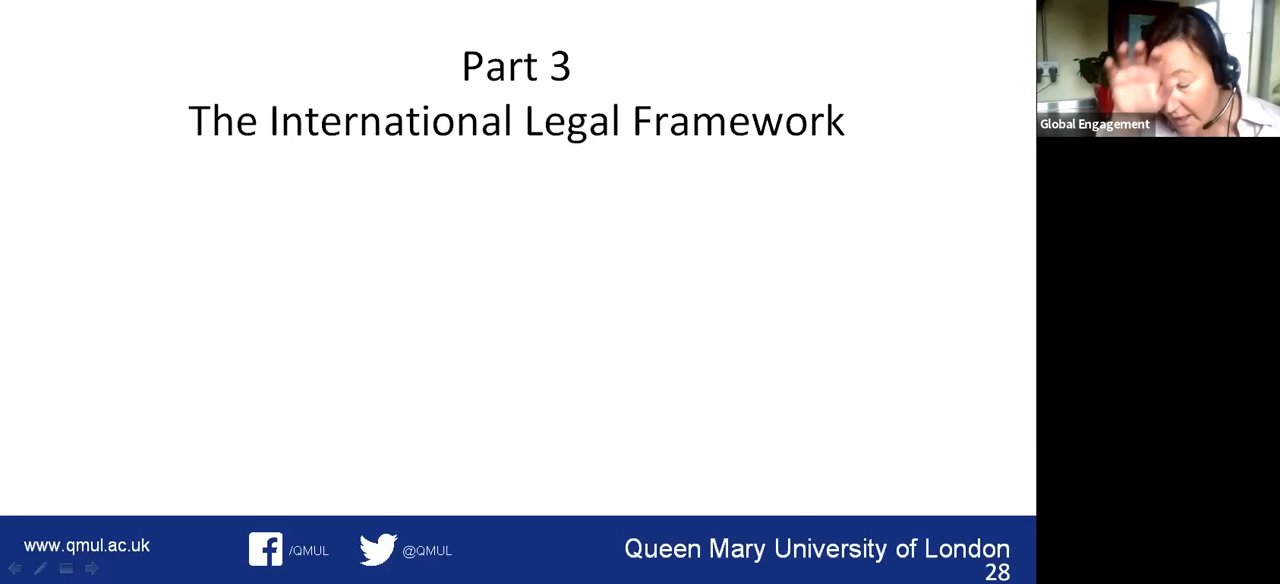 Part 3
The International Legal Framework
Global Engagement
www.qmul.ac.uk
/QMUL
@QMUL
Queen Mary University of London
28